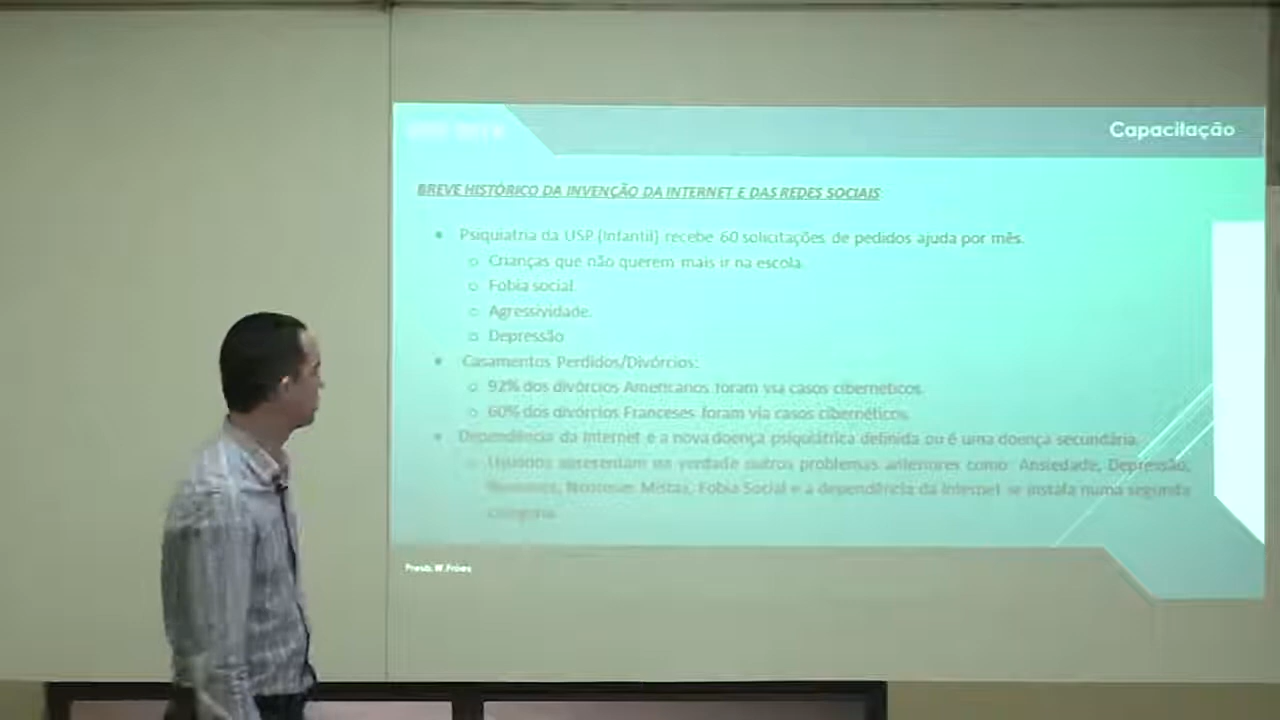 Capacitação
BREVE HISTÓRICO DA INVENÇÃO DA INTERNET E DAS REDES SOCIAIS
• Psiquiatria da USP (Infantil) recebe 60 solicitações de pedidos ajuda por mês.
o Crianças que não querem mais ir na escola.
o Fobia social.
o Agressividade.
o Depressão
• Casamentos Perdidos/Divórcios:
o 92% dos divórcios Americanos foram via casos cibernéticos.
o 60% dos divórcios Franceses foram via casos cibernéticos.
• Dependência da Internet e a nova doença psiquiátrica definida ou é uma doença secundária.
o Usuários apresentam na verdade outros problemas anteriores como: Ansiedade, Depressão,
Mistas, Fobia Social e a dependência da Internet se instala numa segunda
categoria.
Presb. W.Fróes